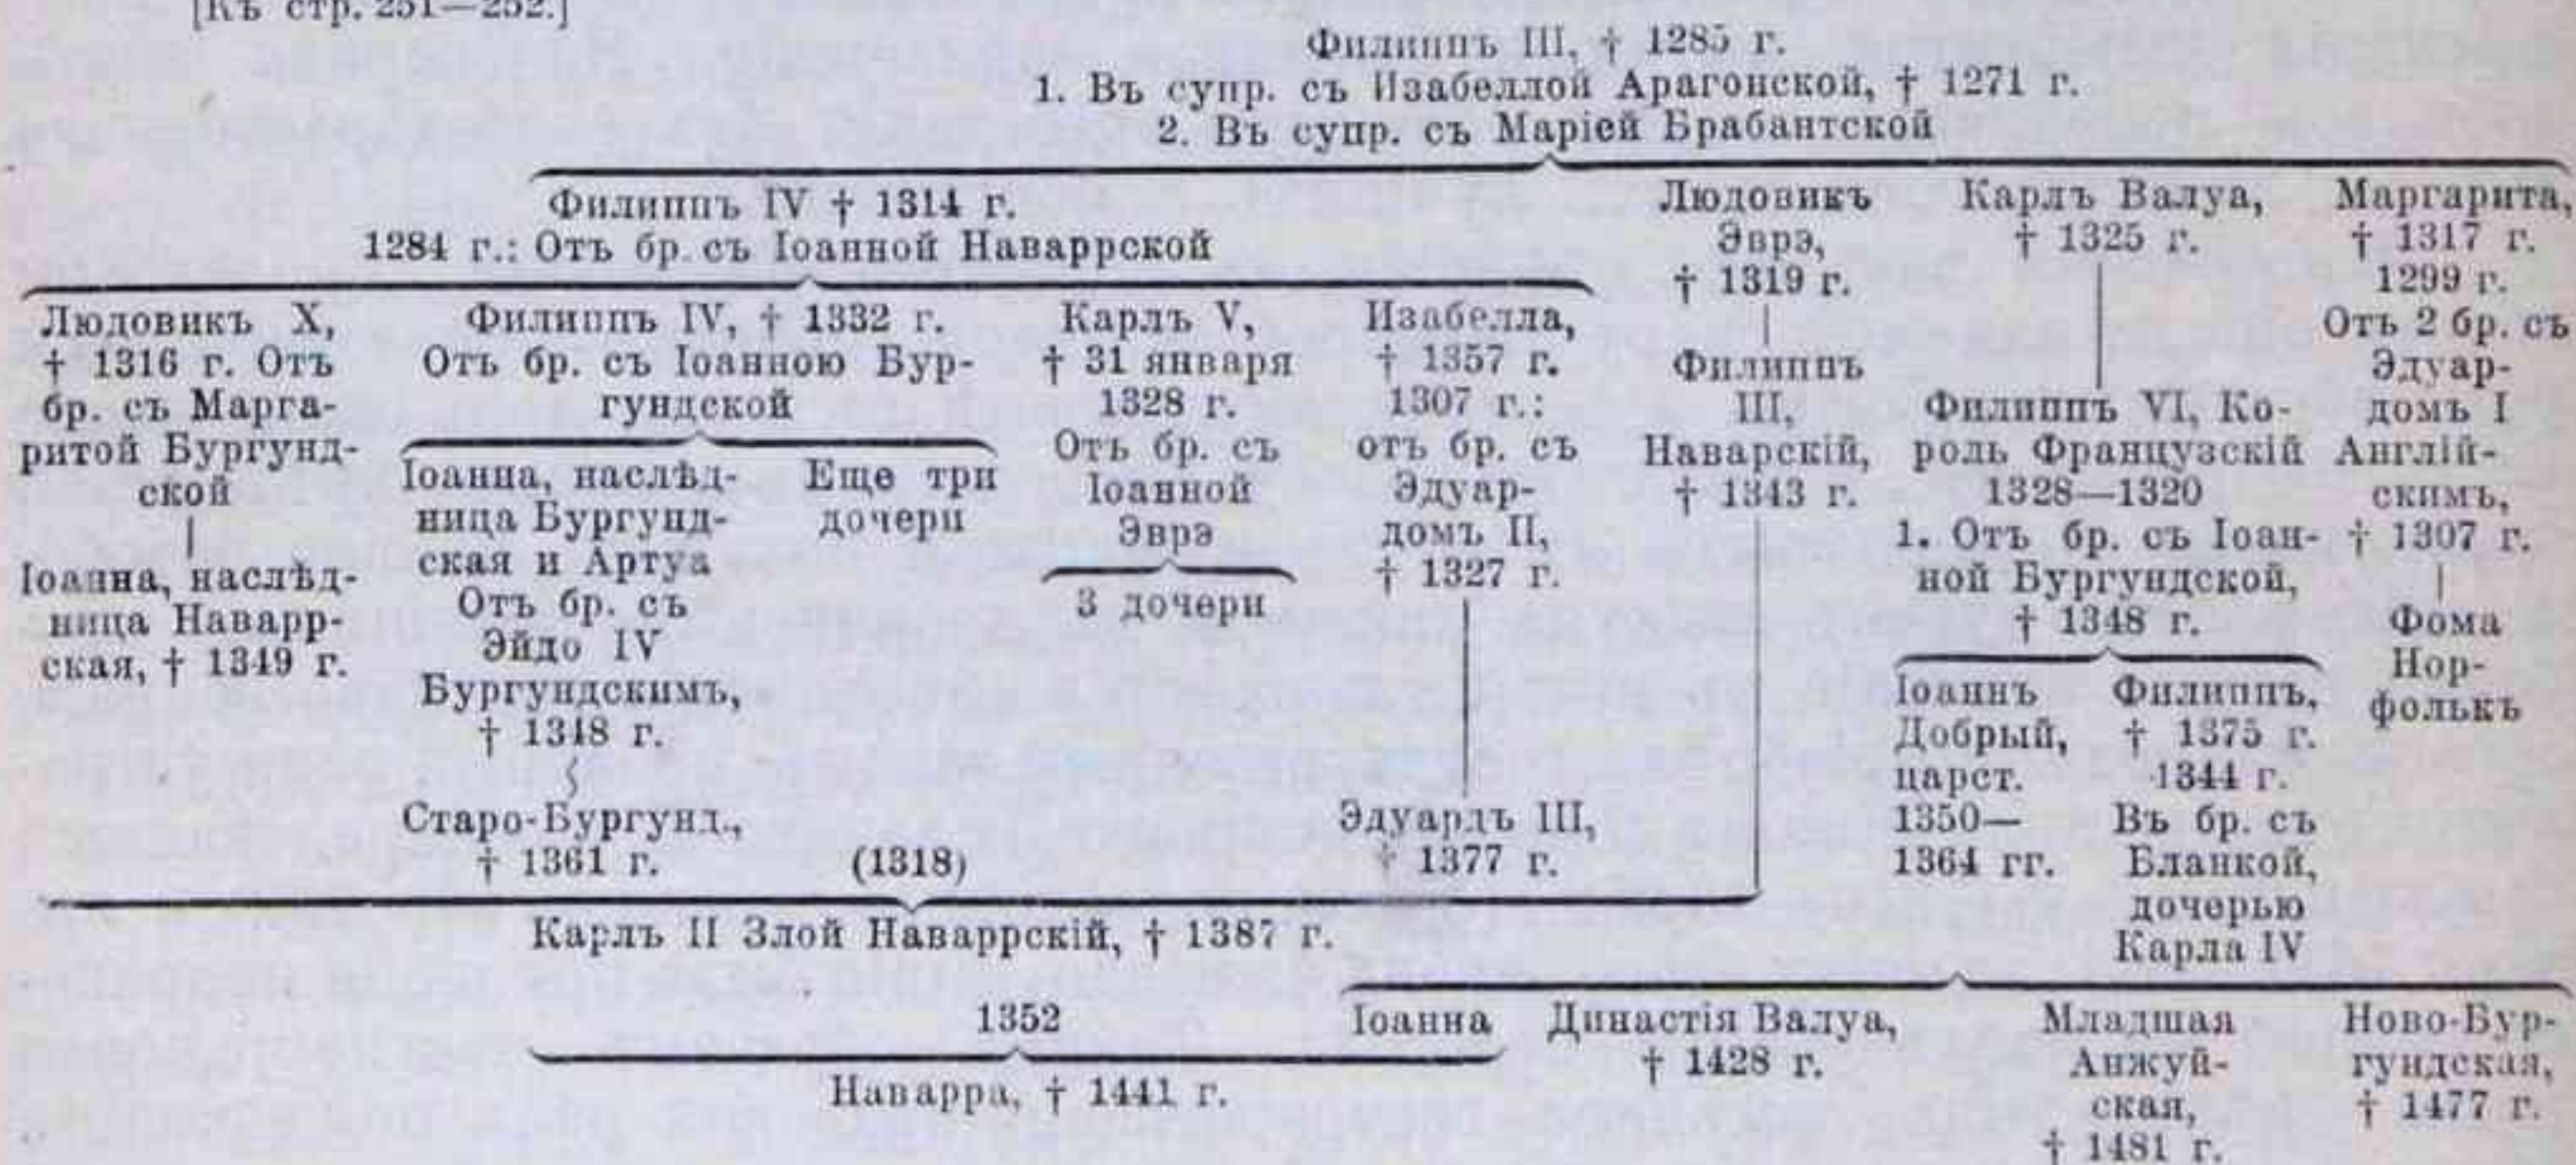 [Къ стр. 251—252.]
Филиппъ III, † 1285 г.
1. Въ супр. съ Изабеллой Арагонской, † 1271 г.
2. Въ супр. съ Маріей Брабантской
Филиппъ IV † 1314 г.
1284 г.: Отъ бр. съ Іоанной Наваррской
Людовикъ
Эврэ,
† 1319 г.
Филиппъ
III,
Наварскій,
† 1343 г.
Карлъ Валуа,
† 1325 г.
Филиппъ VI, Ко-
роль Французскій
1328—1320
1. Отъ бр. съ Іоан-
ной Бургундской,
† 1348 г.
Маргарита,
† 1317 г.
1299 г.
Отъ 2 бр. съ
Эдуар-
домъ I
Англій-
скимъ,
† 1307 г.
Фома
Нор-
фолькъ
Людовикъ X,
† 1316 г. Отъ
бр. съ Марга-
ритой Бургунд-
ской
Іоанна, наслѣд-
ница Наварр-
ская, † 1349 г.
Филиппъ IV, † 1332 г.
Отъ бр. съ Іоанною Бур-
гундской
Іоанна, наслѣд-
ница Бургунд-
ская и Артуа
Отъ бр. съ
Эйдо IV
Бургундскимъ,
† 1348 г.
Старо-Бургунд.,
† 1361 г.
Еще три
дочери
Карлъ V,
† 31 января
1328 г.
Отъ бр. съ
Іоанной
Эврэ
3 дочери
Изабелла,
† 1357 г.
1307 г.:
отъ бр. съ
Эдуар-
домъ II,
† 1327 г.
Эдуардъ III,
† 1377 г.
Іоаннъ
Добрый,
царст.
1350—
1364 гг.
Филиппъ,
† 1375 г.
1344 г.
Въ бр. съ
Бланкой,
дочерью
Карла IV
(1318)
Карлъ II Злой Наваррскій, † 1387 г.
1352
Іоанна
Наварра, † 1441 г.
Династія Валуа,
† 1428 г.
Младшая
Анжуй-
ская,
† 1481 г.
Ново-Бур-
гундская,
† 1477 г.